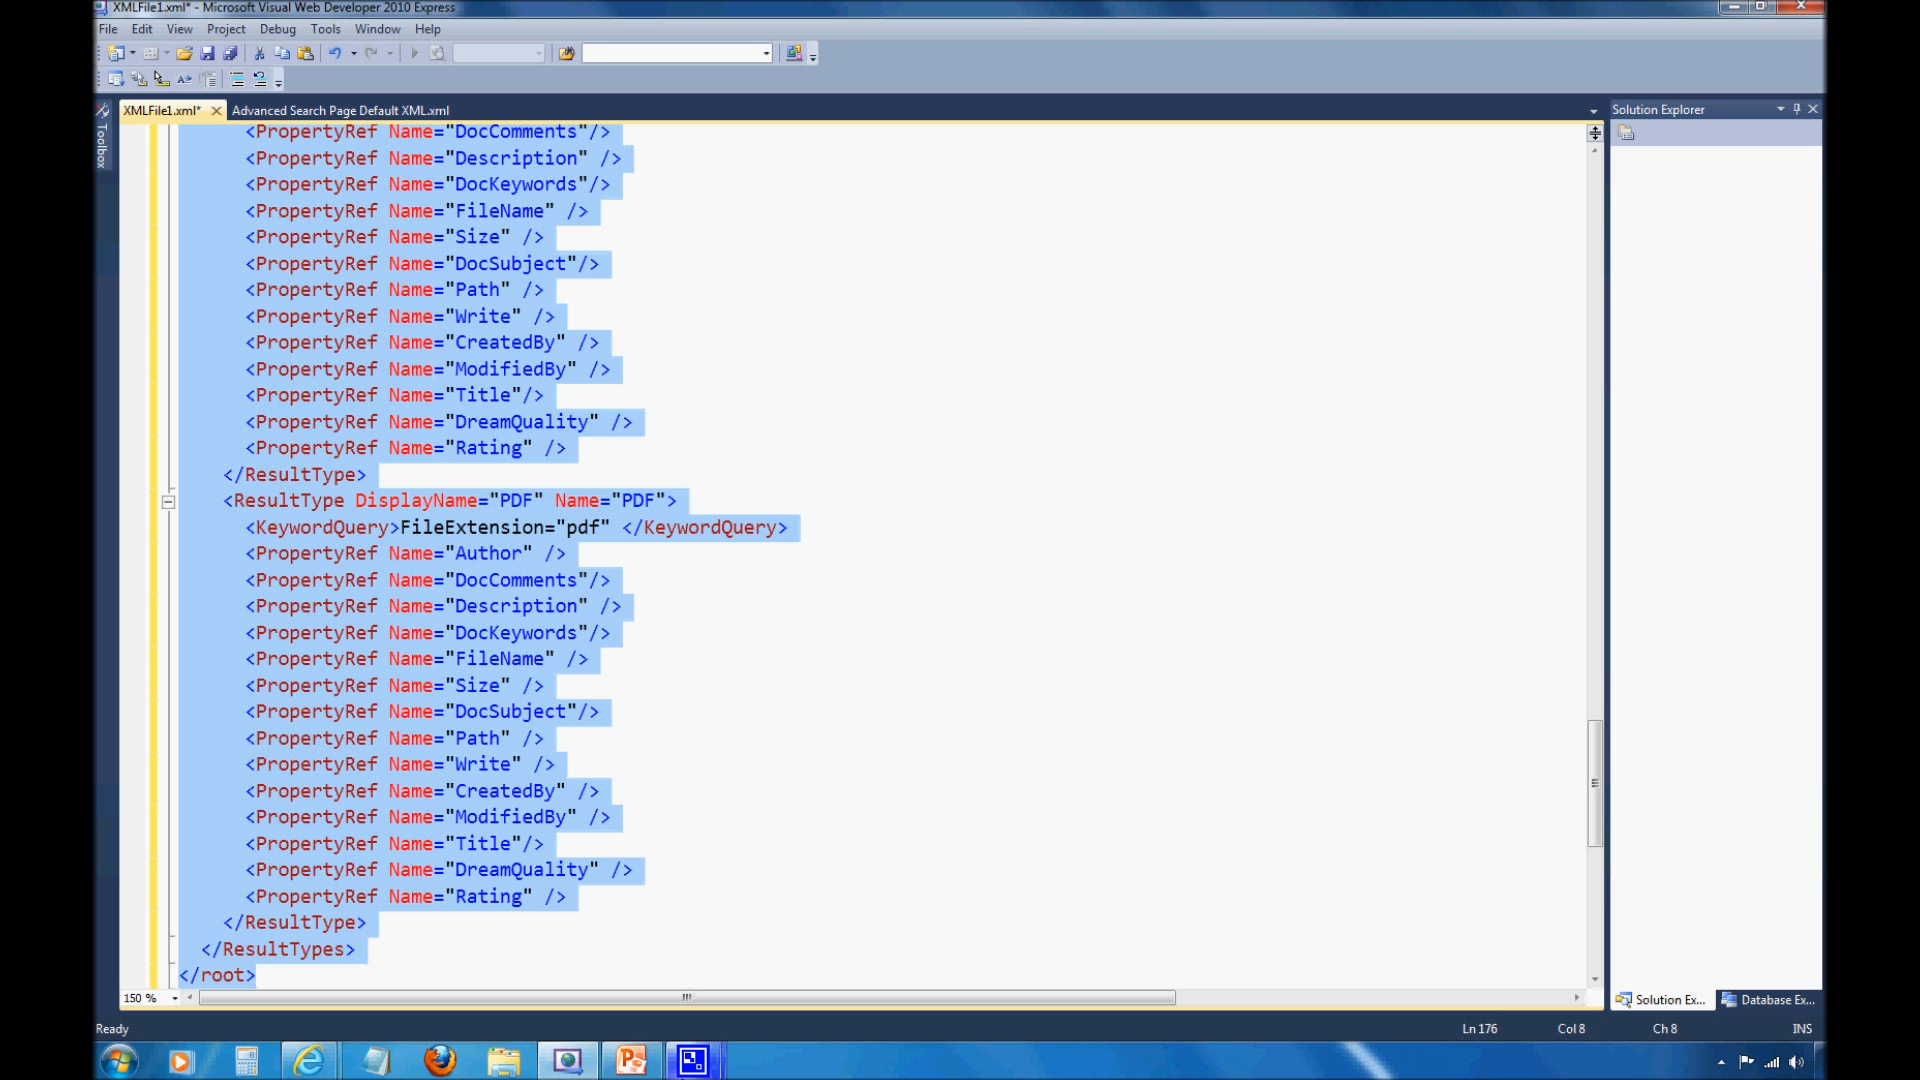 XMLFile1.xml* - Microsoft Visual Web Developer 2010 Express
File Edit View Project Debug Tools Window Help
XMLFile1.xml* Advanced Search Page Default XML.xml
Solution Explorer
Toolbox
<PropertyRef Name="DocComments"/>
<PropertyRef Name="Description" />
<PropertyRef Name="DocKeywords"/>
<PropertyRef Name="FileName" />
<PropertyRef Name="Size" />
<PropertyRef Name="DocSubject"/>
<PropertyRef Name="Path" />
<PropertyRef Name="Write" />
<PropertyRef Name="CreatedBy" />
<PropertyRef Name="ModifiedBy" />
<PropertyRef Name="Title"/>
<PropertyRef Name="DreamQuality" />
<PropertyRef Name="Rating" />
</ResultType>
<ResultType DisplayName="PDF" Name="PDF">
<KeywordQuery>FileExtension="pdf" </KeywordQuery>
<PropertyRef Name="Author" />
<PropertyRef Name="DocComments"/>
<PropertyRef Name="Description" />
<PropertyRef Name="DocKeywords"/>
<PropertyRef Name="FileName" />
<PropertyRef Name="Size" />
<PropertyRef Name="DocSubject"/>
<PropertyRef Name="Path" />
<PropertyRef Name="Write" />
<PropertyRef Name="CreatedBy" />
<PropertyRef Name="ModifiedBy" />
<PropertyRef Name="Title"/>
<PropertyRef Name="DreamQuality" />
<PropertyRef Name="Rating" />
</ResultType>
</ResultTypes>
</root>
150 %
Solution Ex... Database Ex...
Ready Ln 176 Col 8 Ch 8 INS